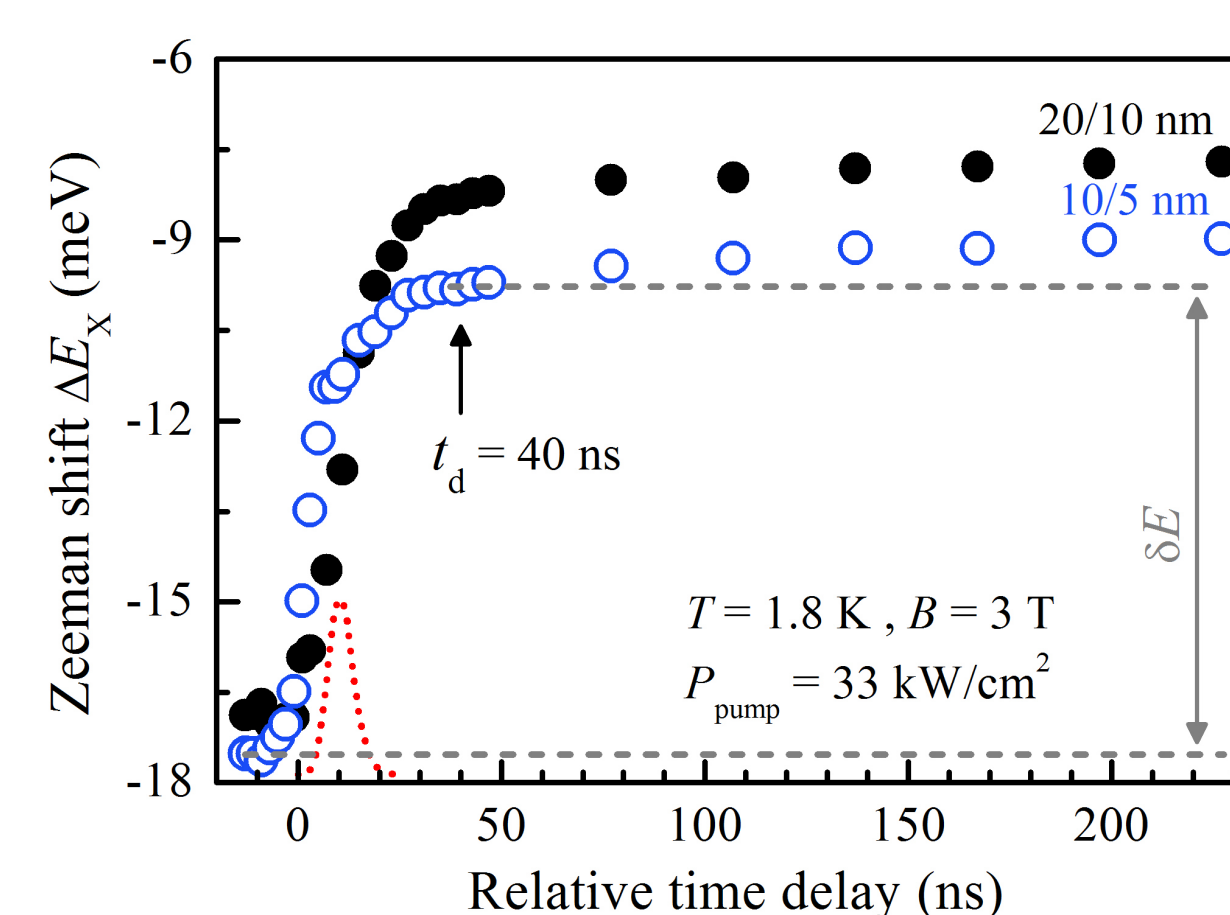 -6
-9
-12
-15
-18
Zeeman shift ΔE_X (meV)
20/10 nm
10/5 nm
t_d = 40 ns
δE
T = 1.8 K , B = 3 T
P_pump = 33 kW/cm²
0 50 100 150 200
Relative time delay (ns)